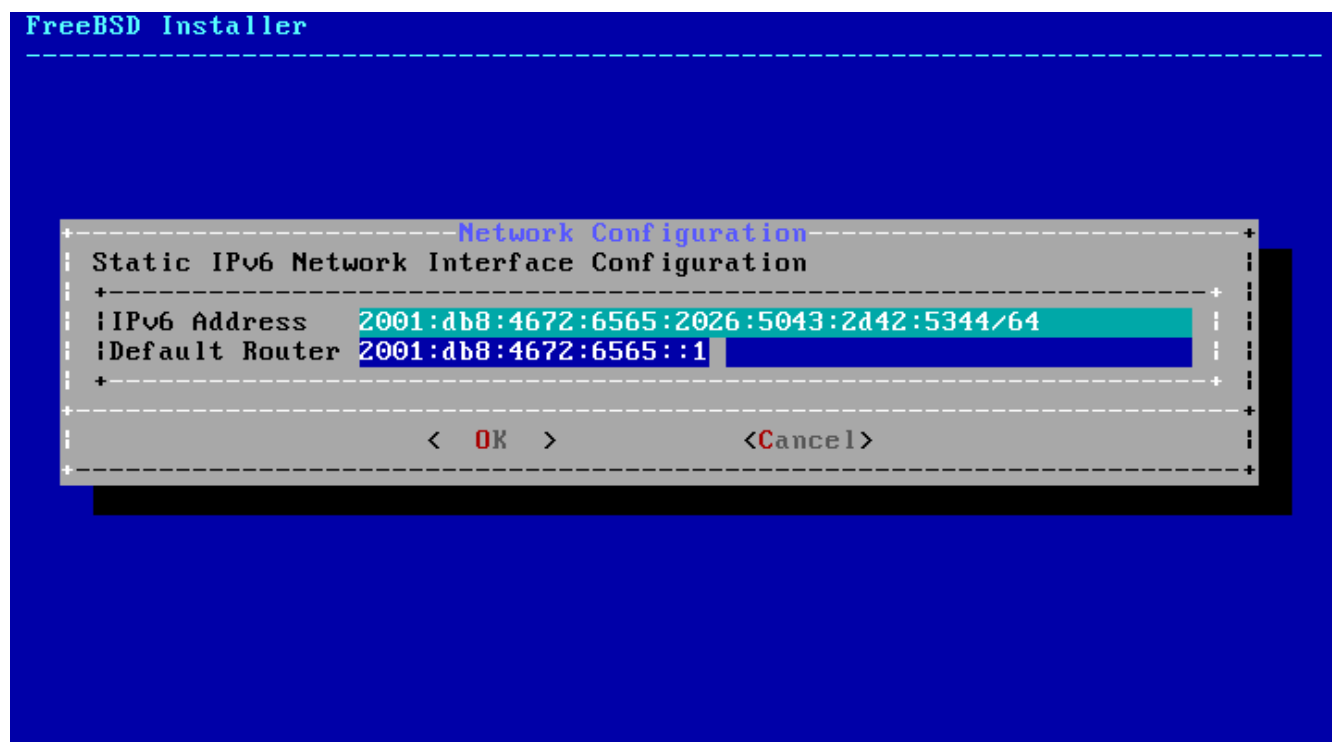 FreeBSD Installer
Network Configuration
Static IPv6 Network Interface Configuration
IPv6 Address 2001:db8:4672:6565:2026:5043:2d42:5344/64
Default Router 2001:db8:4672:6565::1
< OK > <Cancel>